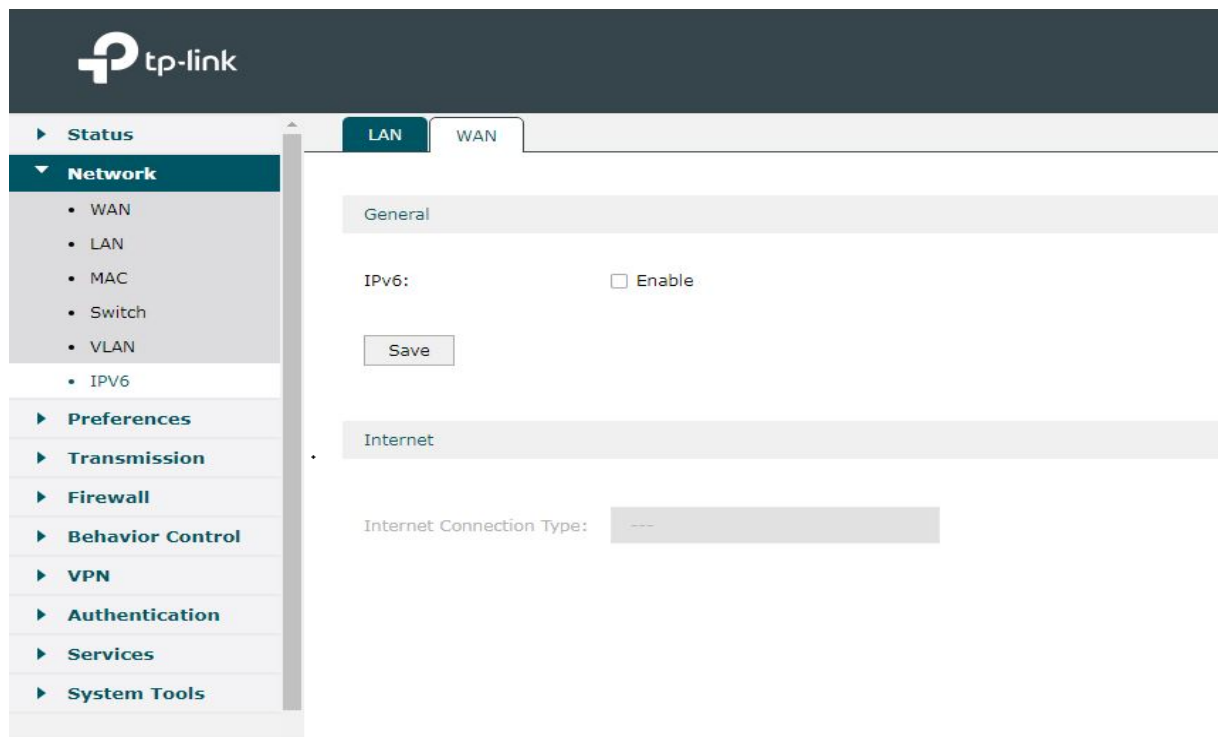 tp-link
Status
Network
• WAN
• LAN
• MAC
• Switch
• VLAN
• IPV6
Preferences
Transmission
Firewall
Behavior Control
VPN
Authentication
Services
System Tools
LAN WAN
General
IPv6: Enable
Save
Internet
Internet Connection Type: ---